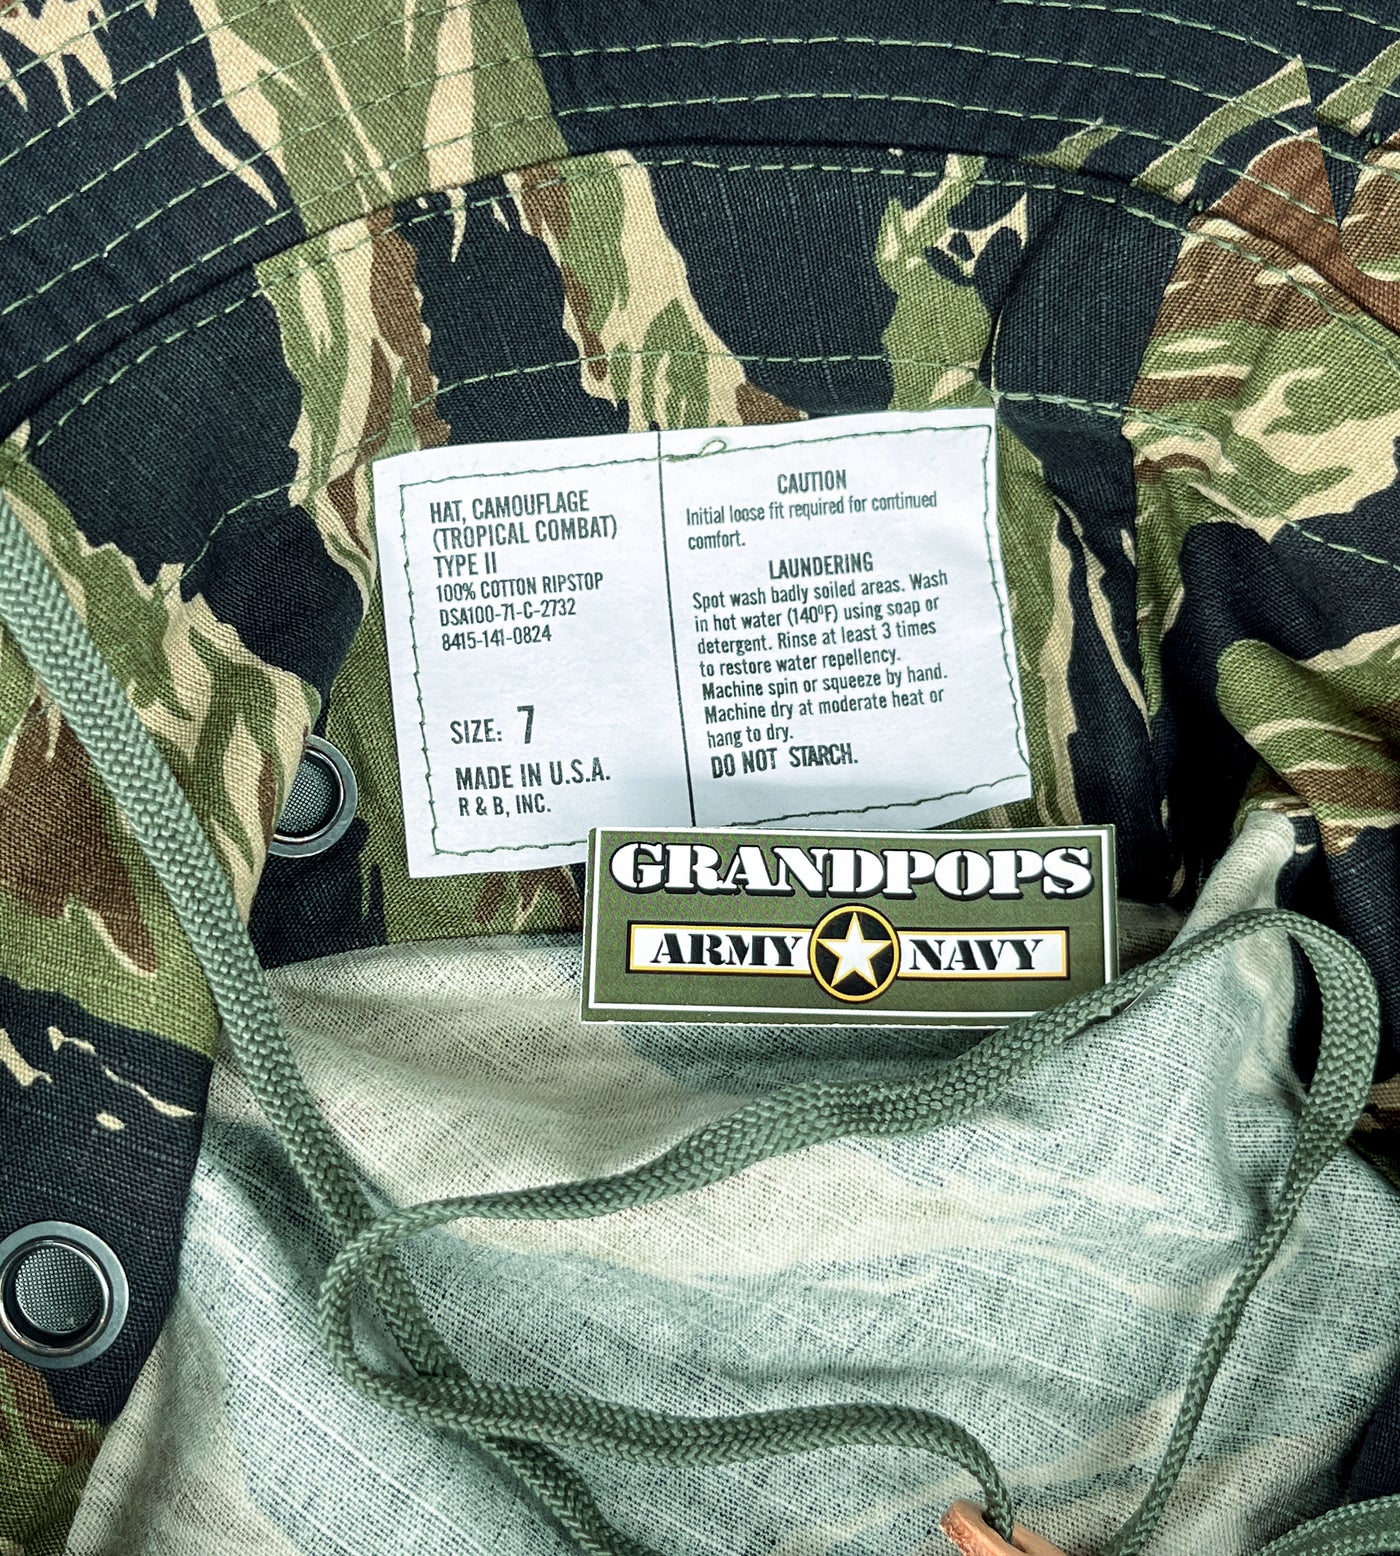 HAT, CAMOUFLAGE
(TROPICAL COMBAT)
TYPE II
100% COTTON RIPSTOP
DSA100-71-C-2732
8415-141-0824
SIZE: 7
MADE IN U.S.A.
R & B, INC.
CAUTION
Initial loose fit required for continued
comfort.
LAUNDERING
Spot wash badly soiled areas. Wash
in hot water (140ºF) using soap or
detergent. Rinse at least 3 times
to restore water repellency.
Machine spin or squeeze by hand.
Machine dry at moderate heat or
hang to dry.
DO NOT STARCH.
GRANDPOPS
ARMY NAVY